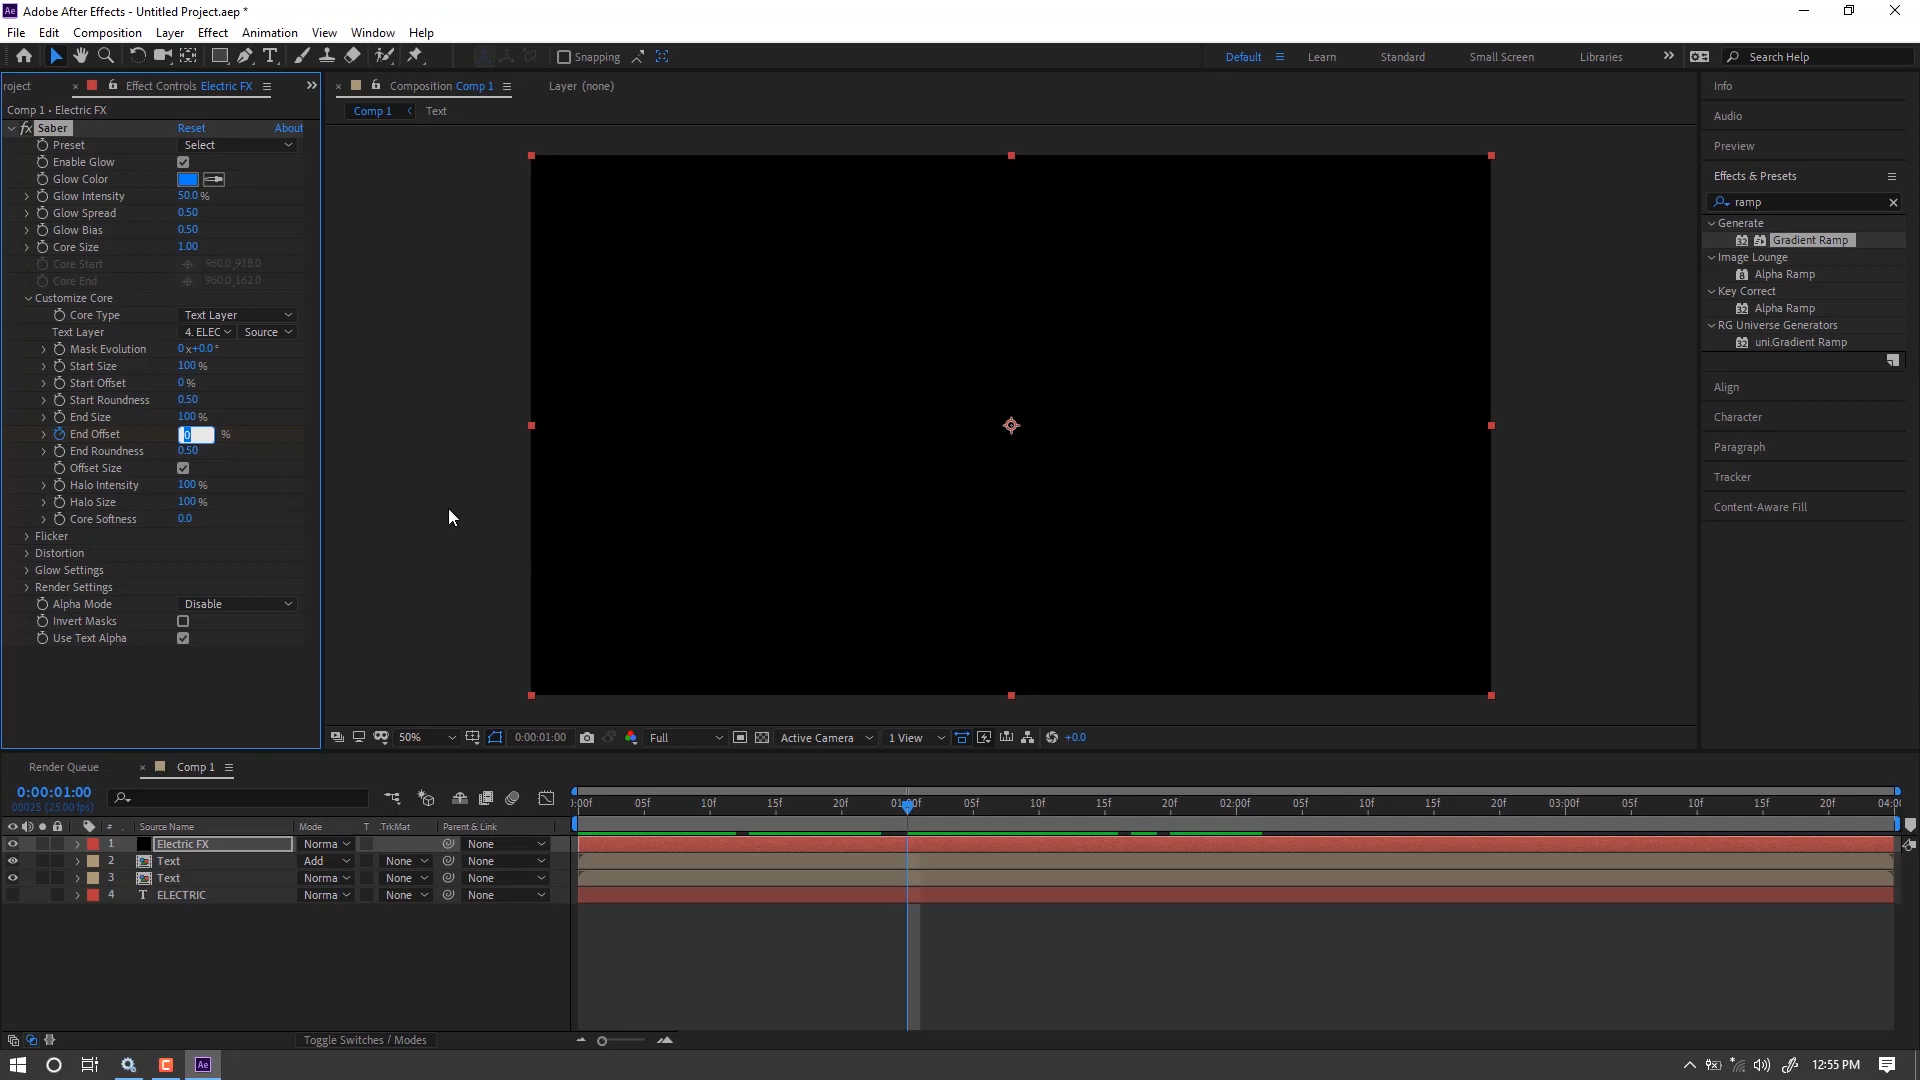 Ae Adobe After Effects - Untitled Project.aep *
File Edit Composition Layer Effect Animation View Window Help
T Snapping Default Learn Standard Small Screen Libraries Search Help
roject Effect Controls Electric FX
Comp 1 • Electric FX
fx Saber Reset About
Preset Select
Enable Glow
Glow Color
Glow Intensity 50.0 %
Glow Spread 0.50
Glow Bias 0.50
Core Size 1.00
Core Start 960.0,918.0
Core End 960.0,162.0
Customize Core
Core Type Text Layer
Text Layer 4. ELEC Source
Mask Evolution 0x+0.0°
Start Size 100 %
Start Offset 0 %
Start Roundness 0.50
End Size 100 %
End Offset 0 %
End Roundness 0.50
Offset Size
Halo Intensity 100 %
Halo Size 100 %
Core Softness 0.0
Flicker
Distortion
Glow Settings
Render Settings
Alpha Mode Disable
Invert Masks
Use Text Alpha
Composition Comp 1 Layer (none)
Comp 1 Text
50% 0:00:01:00 Full Active Camera 1 View +0.0
Info
Audio
Preview
Effects & Presets
ramp
Generate
Gradient Ramp
Image Lounge
Alpha Ramp
Key Correct
Alpha Ramp
RG Universe Generators
uni.Gradient Ramp
Align
Character
Paragraph
Tracker
Content-Aware Fill
Render Queue Comp 1
0:00:01:00
00025 (25.00 fps)
):00f 05f 10f 15f 20f 01:00f 05f 10f 15f 20f 02:00f 05f 10f 15f 20f 03:00f 05f 10f 15f 20f 04:0
# Source Name Mode T .TrkMat Parent & Link
1 Electric FX Norma None
2 Text Add None None
3 Text Norma None None
4 T ELECTRIC Norma None None
Toggle Switches / Modes
Ae 12:55 PM